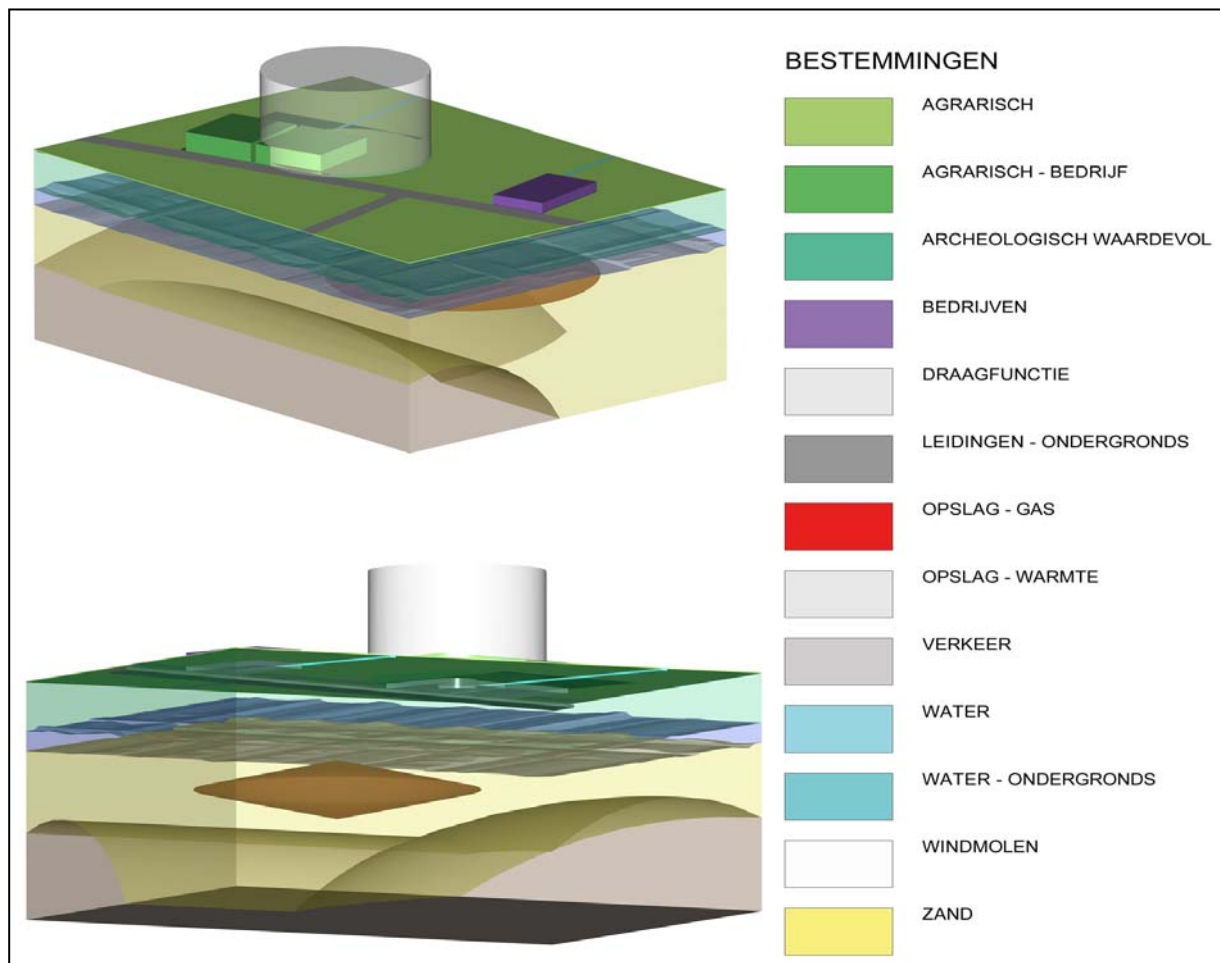 BESTEMMINGEN
AGRARISCH
AGRARISCH - BEDRIJF
ARCHEOLOGISCH WAARDEVOL
BEDRIJVEN
DRAAGFUNCTIE
LEIDINGEN - ONDERGRONDS
OPSLAG - GAS
OPSLAG - WARMTE
VERKEER
WATER
WATER - ONDERGRONDS
WINDMOLEN
ZAND